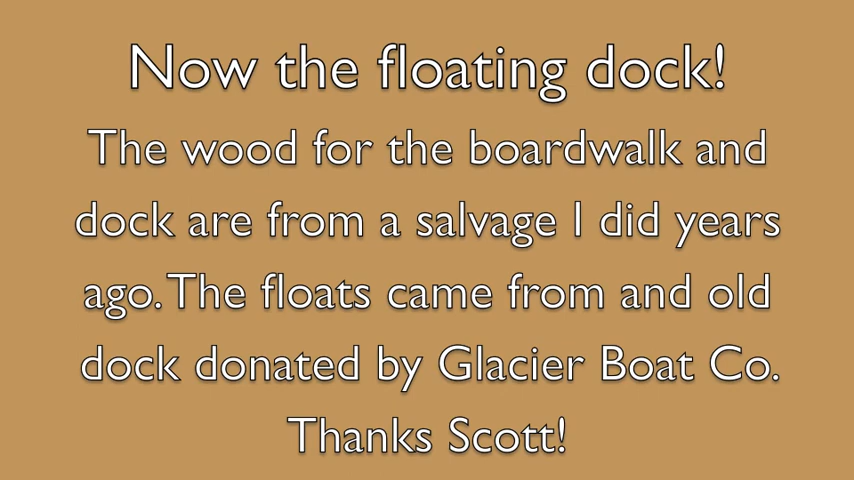 Now the floating dock!
The wood for the boardwalk and
dock are from a salvage I did years
ago. The floats came from and old
dock donated by Glacier Boat Co.
Thanks Scott!